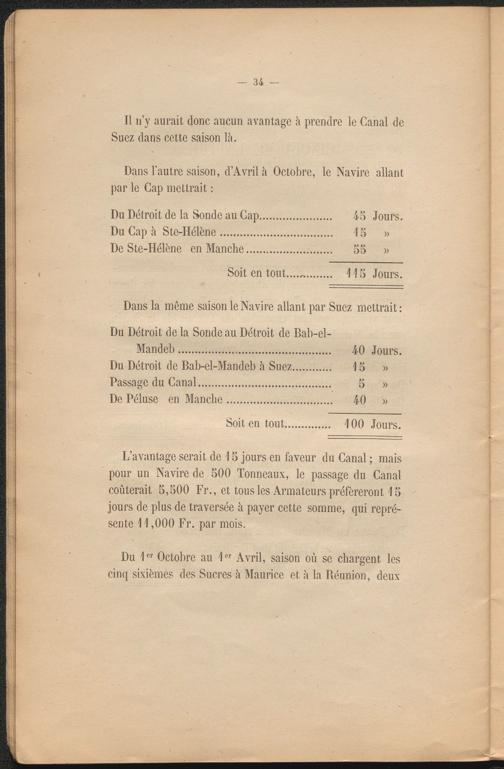 — 34 —
Il n'y aurait donc aucun avantage à prendre le Canal de
Suez dans cette saison là.
Dans l'autre saison, d'Avril à Octobre, le Navire allant
par le Cap mettrait :
Du Détroit de la Sonde au Cap...................... 45 Jours.
Du Cap à Ste-Hélène .................................. 15 »
De Ste-Hélène en Manche .......................... 55 »
Soit en tout.............. 115 Jours.
Dans la même saison le Navire allant par Suez mettrait :
Du Détroit de la Sonde au Détroit de Bab-el-
Mandeb .............................................. 40 Jours.
Du Détroit de Bab-el-Mandeb à Suez............ 15 »
Passage du Canal........................................ 5 »
De Péluse en Manche ................................ 40 »
Soit en tout.............. 100 Jours.
L'avantage serait de 15 jours en faveur du Canal ; mais
pour un Navire de 500 Tonneaux, le passage du Canal
coûterait 5,500 Fr., et tous les Armateurs préfèreront 15
jours de plus de traversée à payer cette somme, qui repré-
sente 11,000 Fr. par mois.
Du 1er Octobre au 1er Avril, saison où se chargent les
cinq sixièmes des Sucres à Maurice et à la Réunion, deux